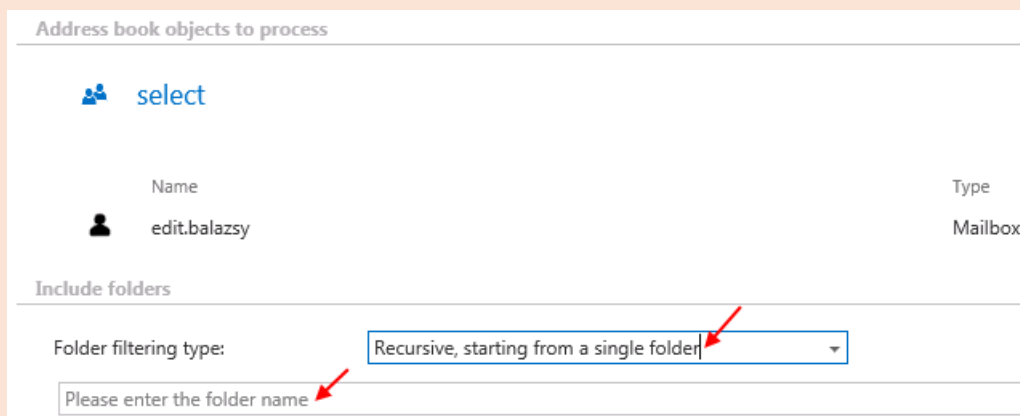 Address book objects to process
select
Name Type
edit.balazsy Mailbox
Include folders
Folder filtering type: Recursive, starting from a single folder
Please enter the folder name